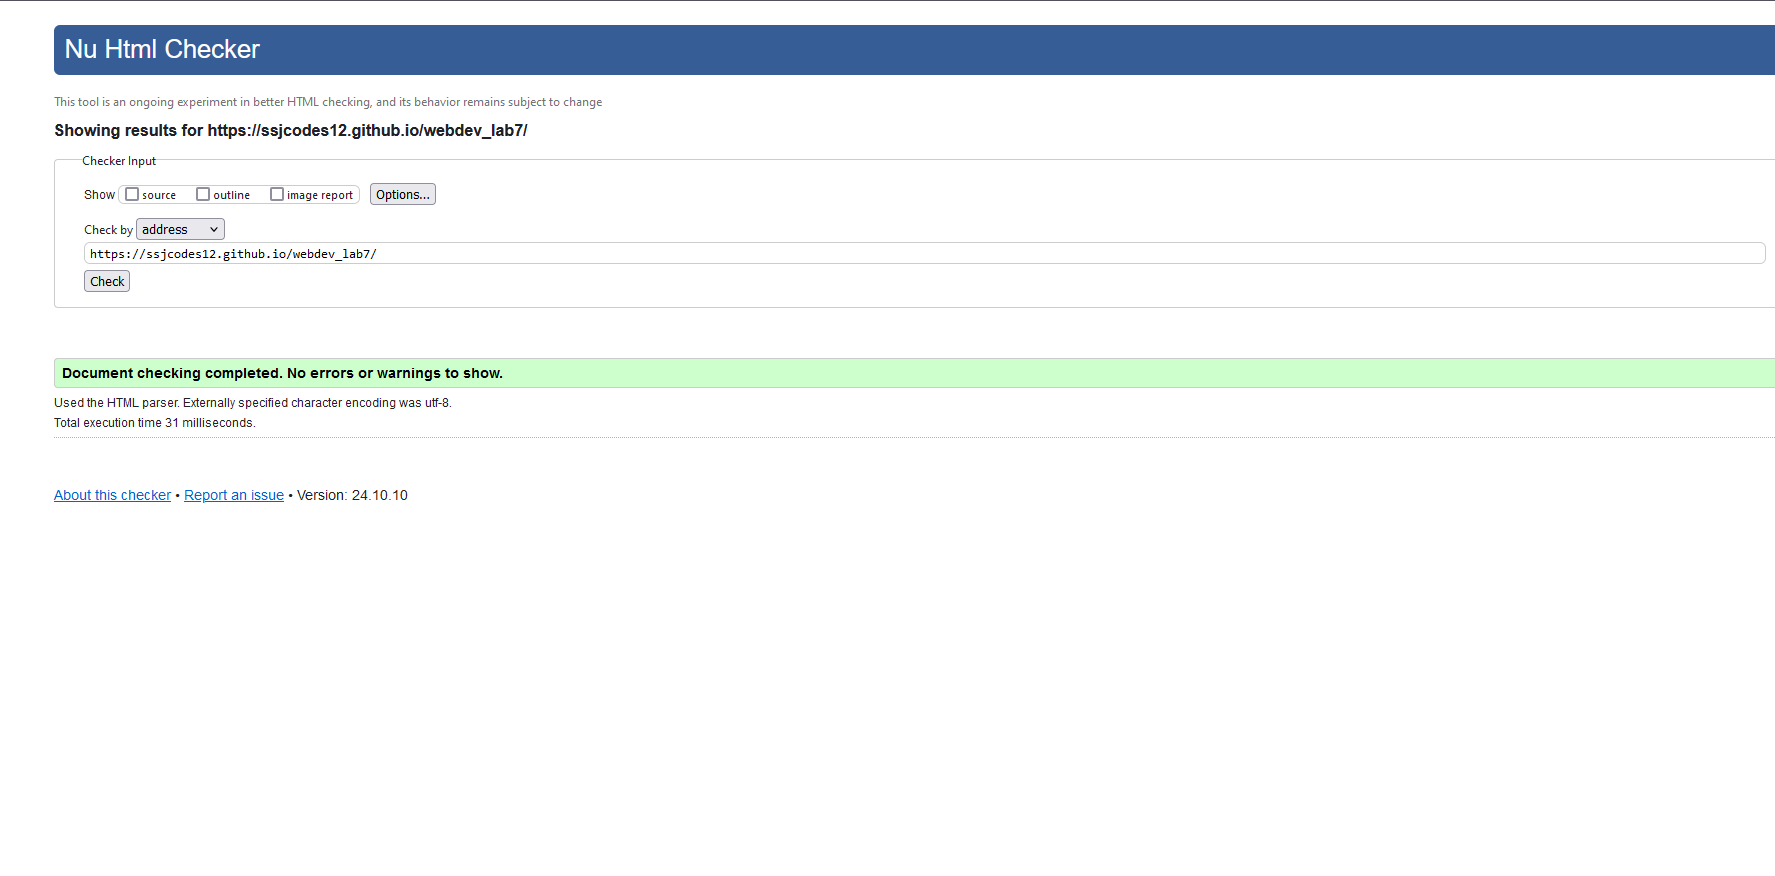 Nu Html Checker
This tool is an ongoing experiment in better HTML checking, and its behavior remains subject to change
Showing results for https://ssjcodes12.github.io/webdev_lab7/
Checker Input
Show source outline image report Options...
Check by address
https://ssjcodes12.github.io/webdev_lab7/
Check
Document checking completed. No errors or warnings to show.
Used the HTML parser. Externally specified character encoding was utf-8.
Total execution time 31 milliseconds.
About this checker • Report an issue • Version: 24.10.10